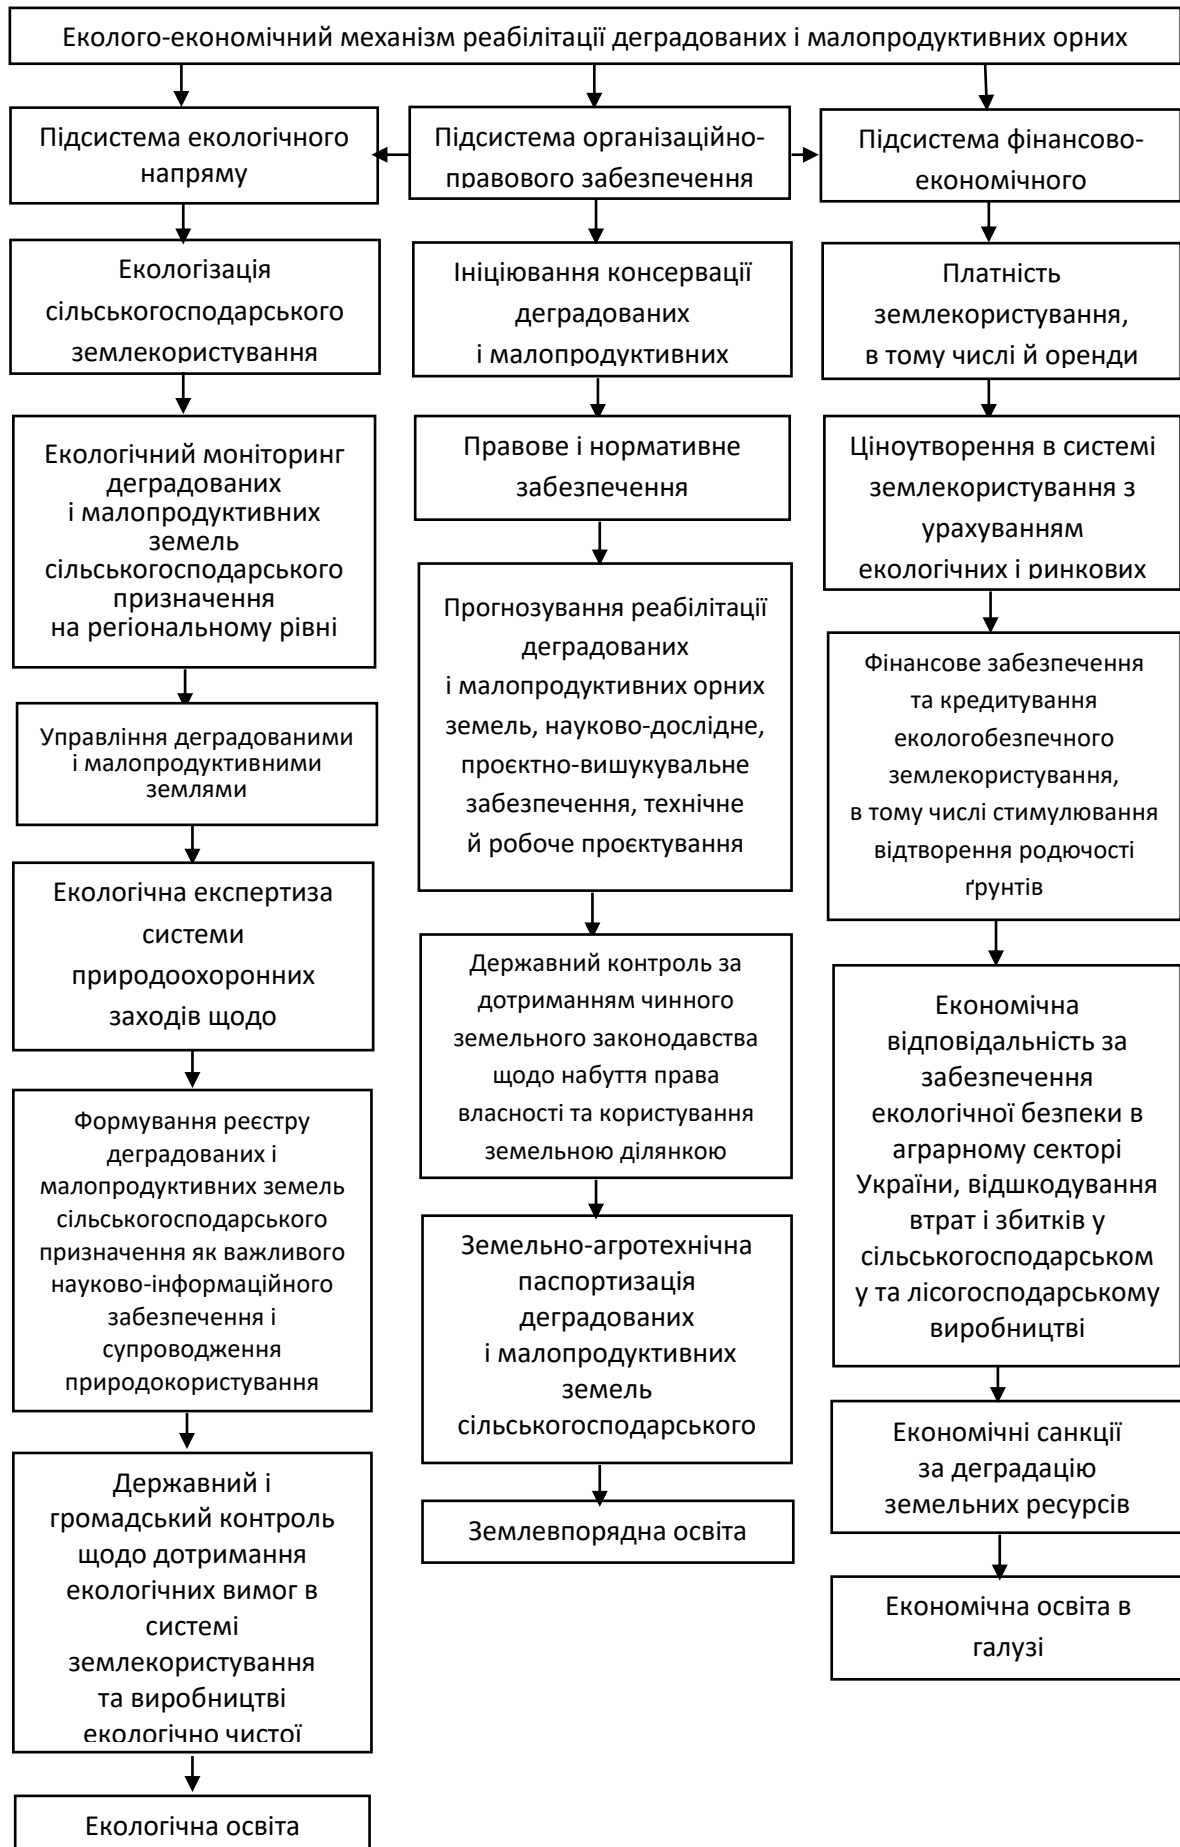 Еколого-економічний механізм реабілітації деградованих і малопродуктивних орних
Підсистема екологічного
напряму
Підсистема організаційно-
правового забезпечення
Підсистема фінансово-
економічного
Екологізація
сільськогосподарського
землекористування
Ініціювання консервації
деградованих
і малопродуктивних
Платність
землекористування,
в тому числі й оренди
Екологічний моніторинг
деградованих
і малопродуктивних
земель
сільськогосподарського
призначення
на регіональному рівні
Правове і нормативне
забезпечення
Ціноутворення в системі
землекористування з
урахуванням
екологічних і ринкових
Управління деградованими
і малопродуктивними
землями
Прогнозування реабілітації
деградованих
і малопродуктивних орних
земель, науково-дослідне,
проєктно-вишукувальне
забезпечення, технічне
й робоче проєктування
Фінансове забезпечення
та кредитування
екологобезпечного
землекористування,
в тому числі стимулювання
відтворення родючості
ґрунтів
Екологічна експертиза
системи
природоохоронних
заходів щодо
Державний контроль за
дотриманням чинного
земельного законодавства
щодо набуття права
власності та користування
земельною ділянкою
Економічна
відповідальність за
забезпечення
екологічної безпеки в
аграрному секторі
України, відшкодування
втрат і збитків у
сільськогосподарськом
у та лісогосподарському
виробництві
Формування реєстру
деградованих і
малопродуктивних земель
сільськогосподарського
призначення як важливого
науково-інформаційного
забезпечення і
супроводження
природокористування
Земельно-агротехнічна
паспортизація
деградованих
і малопродуктивних
земель
сільськогосподарського
Економічні санкції
за деградацію
земельних ресурсів
Державний і
громадський контроль
щодо дотримання
екологічних вимог в
системі
землекористування
та виробництві
екологічно чистої
Землевпорядна освіта
Економічна освіта в
галузі
Екологічна освіта